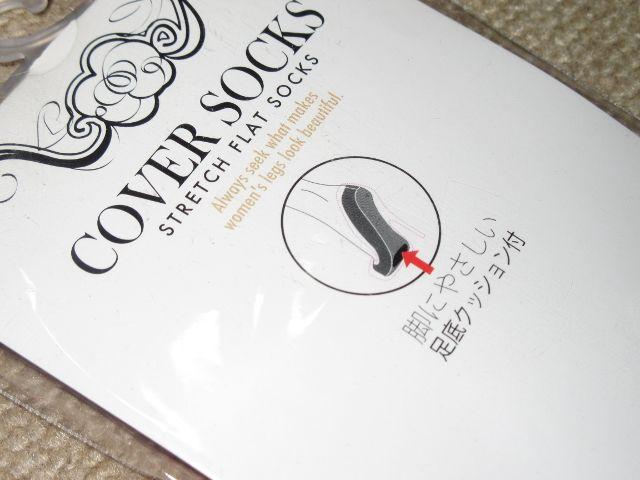 COVER SOCKS
STRETCH FLAT SOCKS
Always seek what makes
women's legs look beautiful.
脚にやさしい
足底クッション付